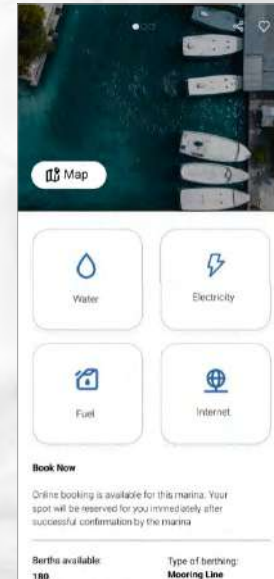 Map
Water
Electricity
Fuel
Internet
Book Now
Online booking is available for this marina. Your
spot will be reserved for you immediately after
successful confirmation by the marina
Berths available:
180
Type of berthing:
Mooring Line